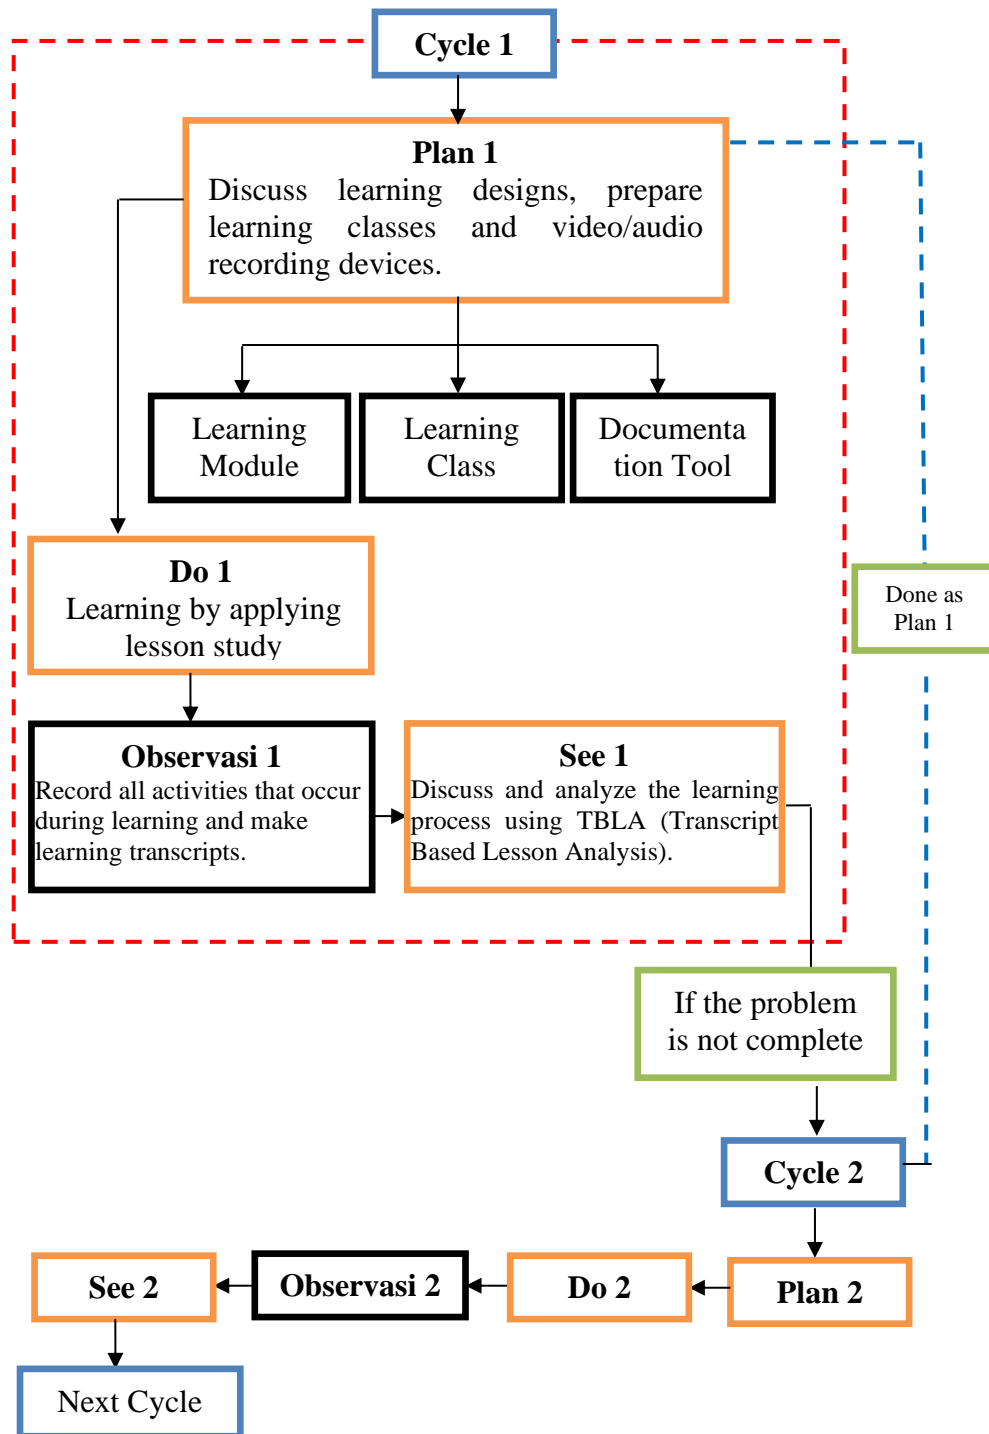 Cycle 1
Plan 1
Discuss learning designs, prepare
learning classes and video/audio
recording devices.
Learning
Module
Learning
Class
Documenta
tion Tool
Do 1
Learning by applying
lesson study
Done as
Plan 1
Observasi 1
Record all activities that occur
during learning and make
learning transcripts.
See 1
Discuss and analyze the learning
process using TBLA (Transcript
Based Lesson Analysis).
If the problem
is not complete
Cycle 2
Plan 2
Do 2
Observasi 2
See 2
Next Cycle